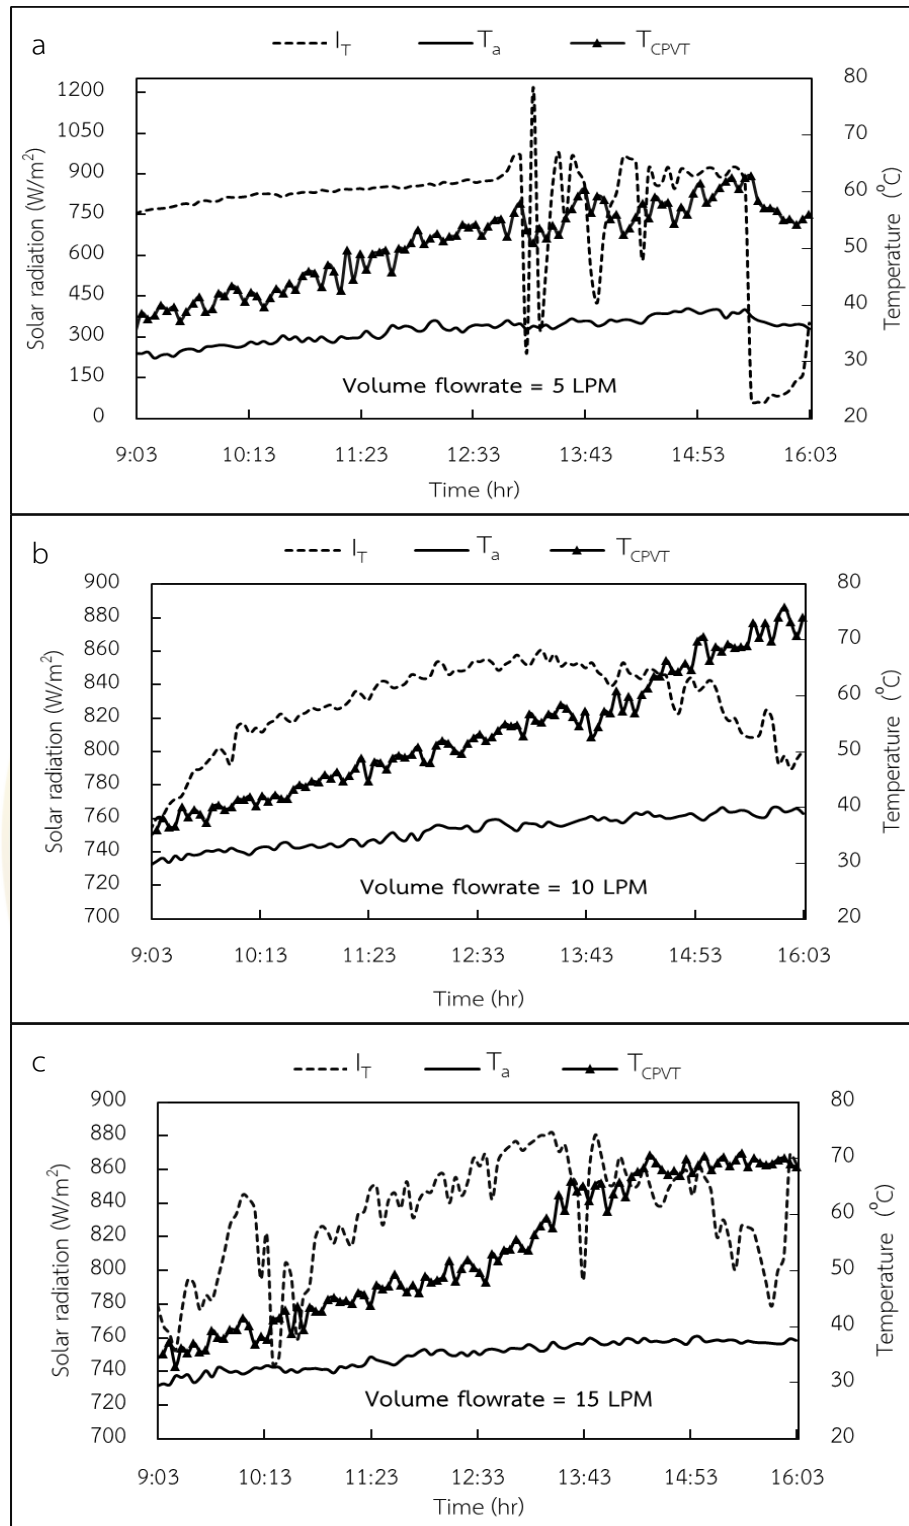 a
I_T T_a T_CPVT
Solar radiation (W/m²)
1200
1050
900
750
600
450
300
150
0
80
70
60
50
40
30
20
Temperature (°C)
Volume flowrate = 5 LPM
9:03 10:13 11:23 12:33 13:43 14:53 16:03
Time (hr)
b
I_T T_a T_CPVT
Solar radiation (W/m²)
900
880
860
840
820
800
780
760
740
720
700
80
70
60
50
40
30
20
Temperature (°C)
Volume flowrate = 10 LPM
9:03 10:13 11:23 12:33 13:43 14:53 16:03
Time (hr)
c
I_T T_a T_CPVT
Solar radiation (W/m²)
900
880
860
840
820
800
780
760
740
720
700
80
70
60
50
40
30
20
Temperature (°C)
Volume flowrate = 15 LPM
9:03 10:13 11:23 12:33 13:43 14:53 16:03
Time (hr)